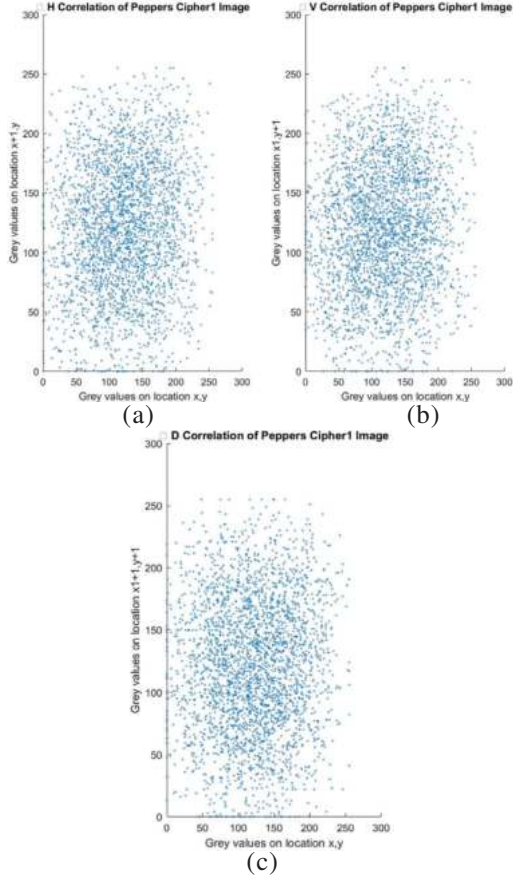 H Correlation of Peppers Cipher1 Image
300
250
200
150
100
50
0
Grey values on location x+1,y
0 50 100 150 200 250 300
Grey values on location x,y
(a)
V Correlation of Peppers Cipher1 Image
300
250
200
150
100
50
0
Grey values on location x1,y+1
0 50 100 150 200 250 300
Grey values on location x,y
(b)
D Correlation of Peppers Cipher1 Image
300
250
200
150
100
50
0
Grey values on location x1+1,y+1
0 50 100 150 200 250 300
Grey values on location x,y
(c)